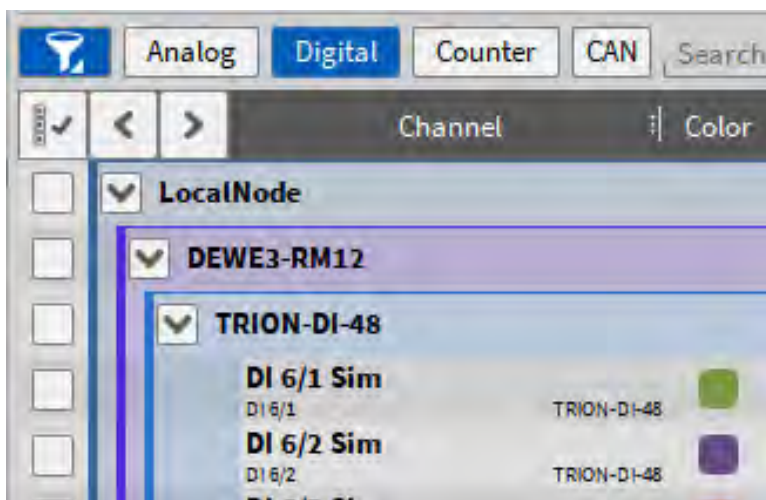 Analog Digital Counter CAN Search
Channel Color
LocalNode
DEWE3-RM12
TRION-DI-48
DI 6/1 Sim
DI 6/1 TRION-DI-48
DI 6/2 Sim
DI 6/2 TRION-DI-48